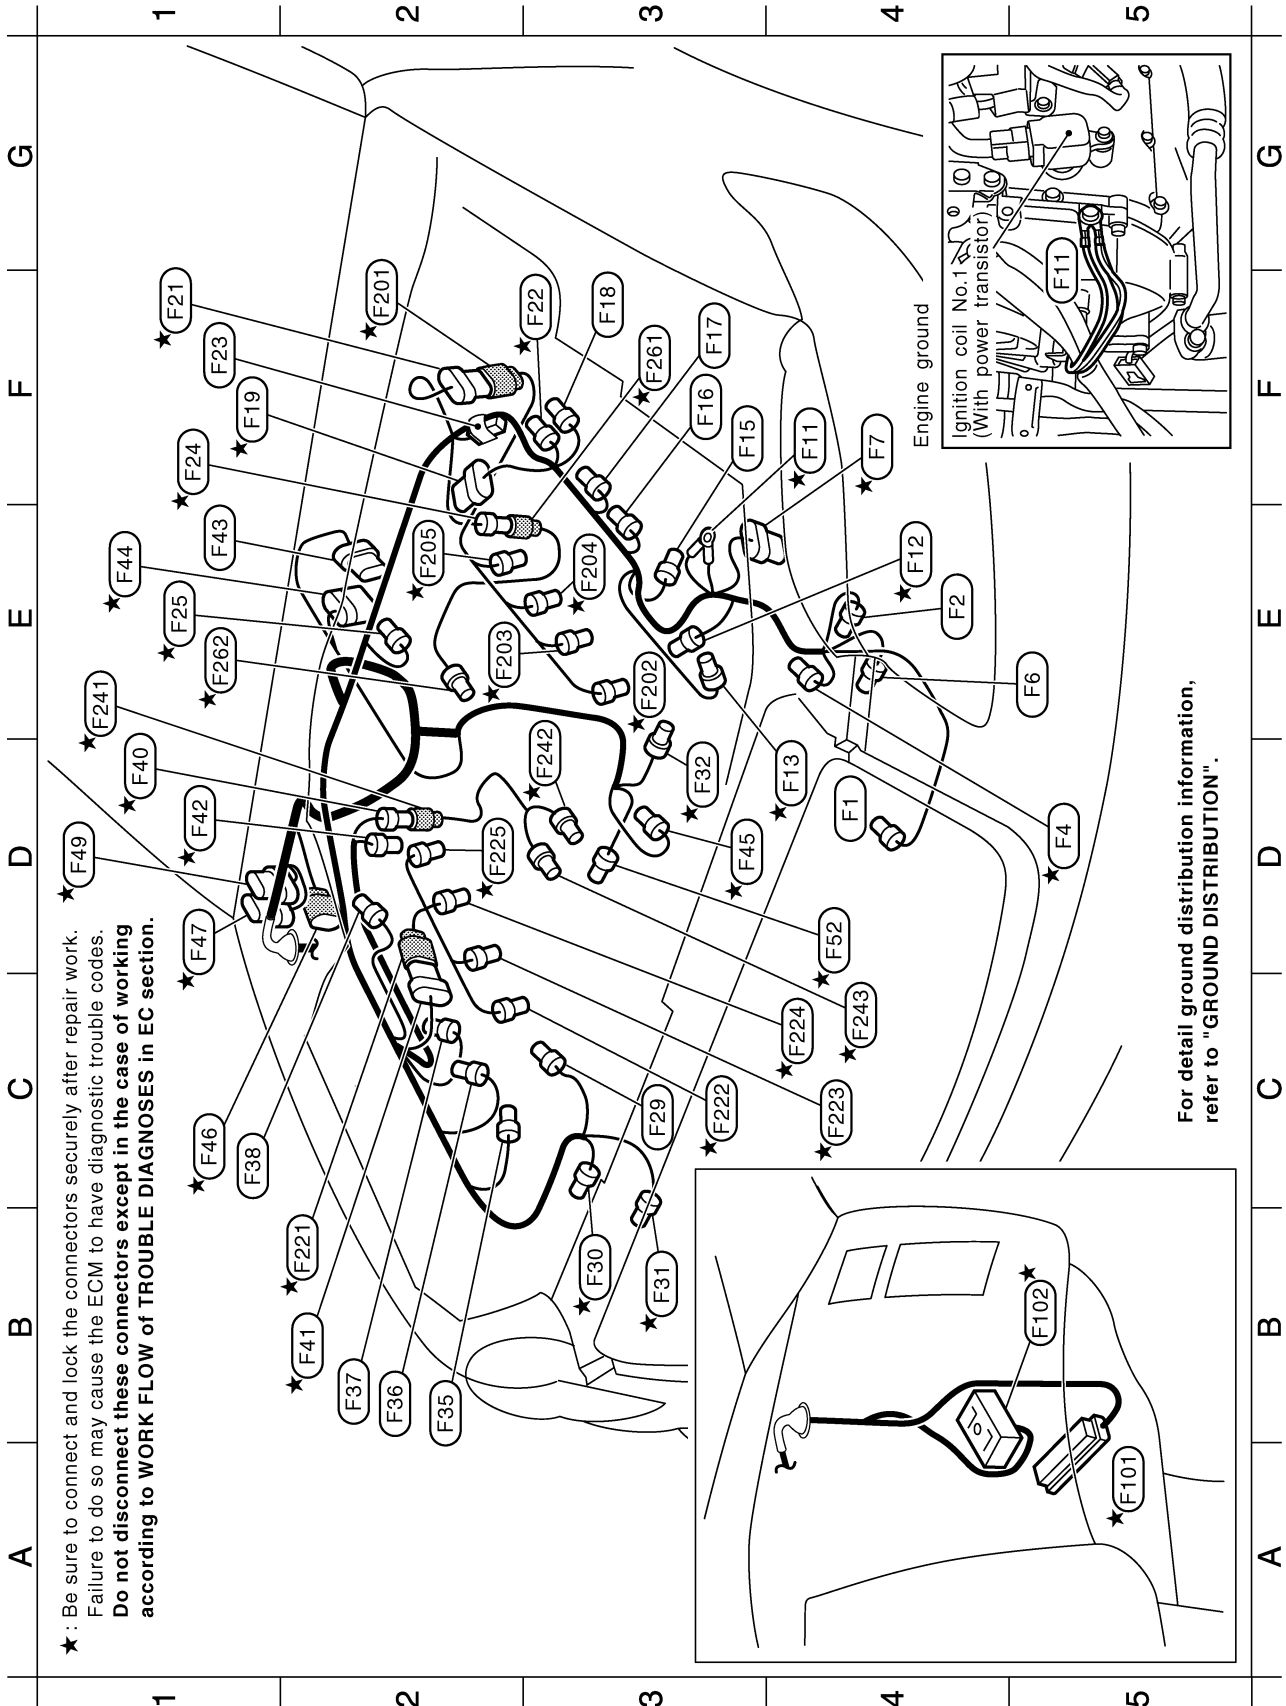 ★: Be sure to connect and lock the connectors securely after repair work.
Failure to do so may cause the ECM to have diagnostic trouble codes.
Do not disconnect these connectors except in the case of working
according to WORK FLOW of TROUBLE DIAGNOSES in EC section.
A
B
C
D
E
F
G
1
2
3
4
5
★ F47
★ F49
★ F42
★ F40
★ F241
★ F262
★ F25
★ F44
F43
★ F24
★ F19
F23
★ F21
★ F201
★ F46
F38
★ F221
★ F41
F37
F36
F35
★ F225
★ F242
★ F203
★ F205
★ F204
★ F202
★ F22
F18
★ F261
F17
F16
F15
★ F11
★ F7
★ F12
F2
F6
★ F32
★ F13
F1
★ F4
★ F45
★ F52
★ F243
★ F224
★ F223
★ F222
F29
★ F30
★ F31
Engine ground
Ignition coil No.1
(With power transistor)
F11
★ F102
★ F101
For detail ground distribution information,
refer to "GROUND DISTRIBUTION".
1
2
3
4
5
A
B
C
D
E
F
G